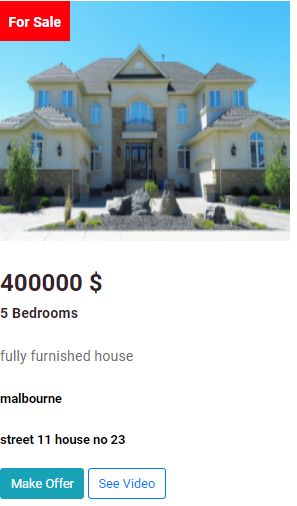 For Sale
400000 $
5 Bedrooms
fully furnished house
malbourne
street 11 house no 23
Make Offer
See Video